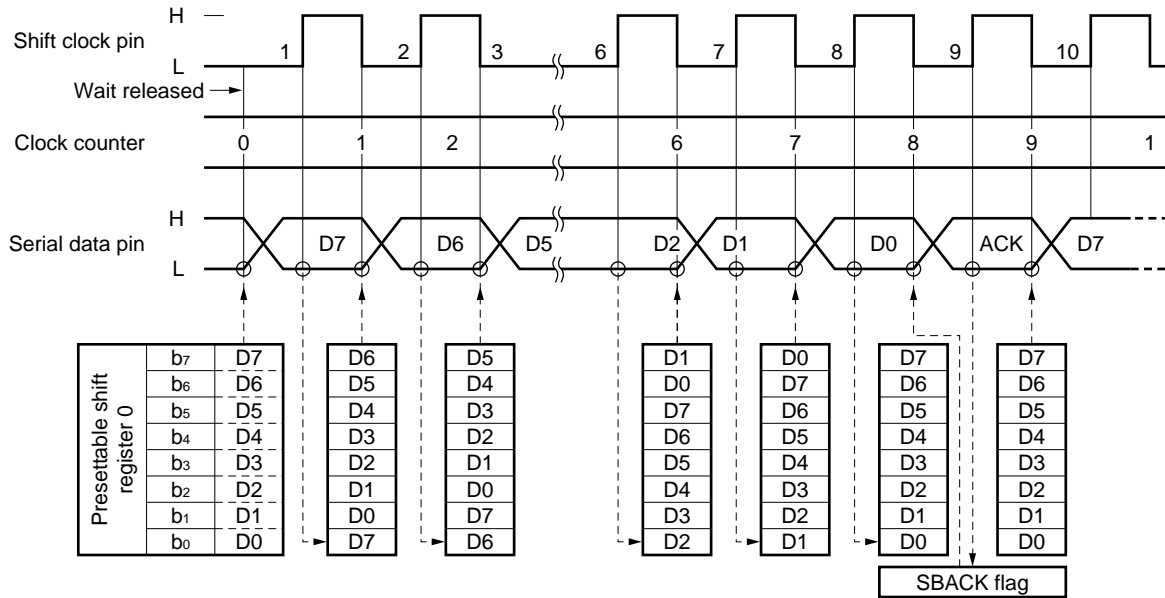 H
Shift clock pin
L
1 2 3 6 7 8 9 10
Wait released
Clock counter
0 1 2 6 7 8 9 1
H
Serial data pin
L
D7 D6 D5 D2 D1 D0 ACK D7
Presettable shift
register 0
b7 D7 D6 D5 D1 D0 D7 D7
b6 D6 D5 D4 D0 D7 D6 D6
b5 D5 D4 D3 D7 D6 D5 D5
b4 D4 D3 D2 D6 D5 D4 D4
b3 D3 D2 D1 D5 D4 D3 D3
b2 D2 D1 D0 D4 D3 D2 D2
b1 D1 D0 D7 D3 D2 D1 D1
b0 D0 D7 D6 D2 D1 D0 D0
SBACK flag